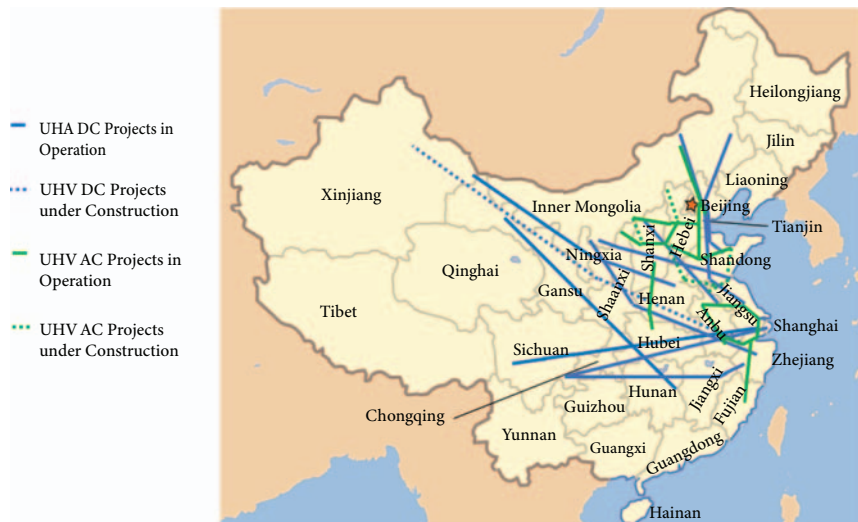 UHA DC Projects in
Operation
UHV DC Projects
under Construction
UHV AC Projects in
Operation
UHV AC Projects
under Construction
Heilongjiang
Jilin
Liaoning
Xinjiang
Inner Mongolia
Beijing
Tianjin
Hebei
Shanxi
Ningxia
Shandong
Qinghai
Gansu
Shaanxi
Henan
Jiangsu
Tibet
Anbu
Shanghai
Sichuan
Hubei
Zhejiang
Chongqing
Hunan
Jiangxi
Guizhou
Fujian
Yunnan
Guangxi
Guangdong
Hainan